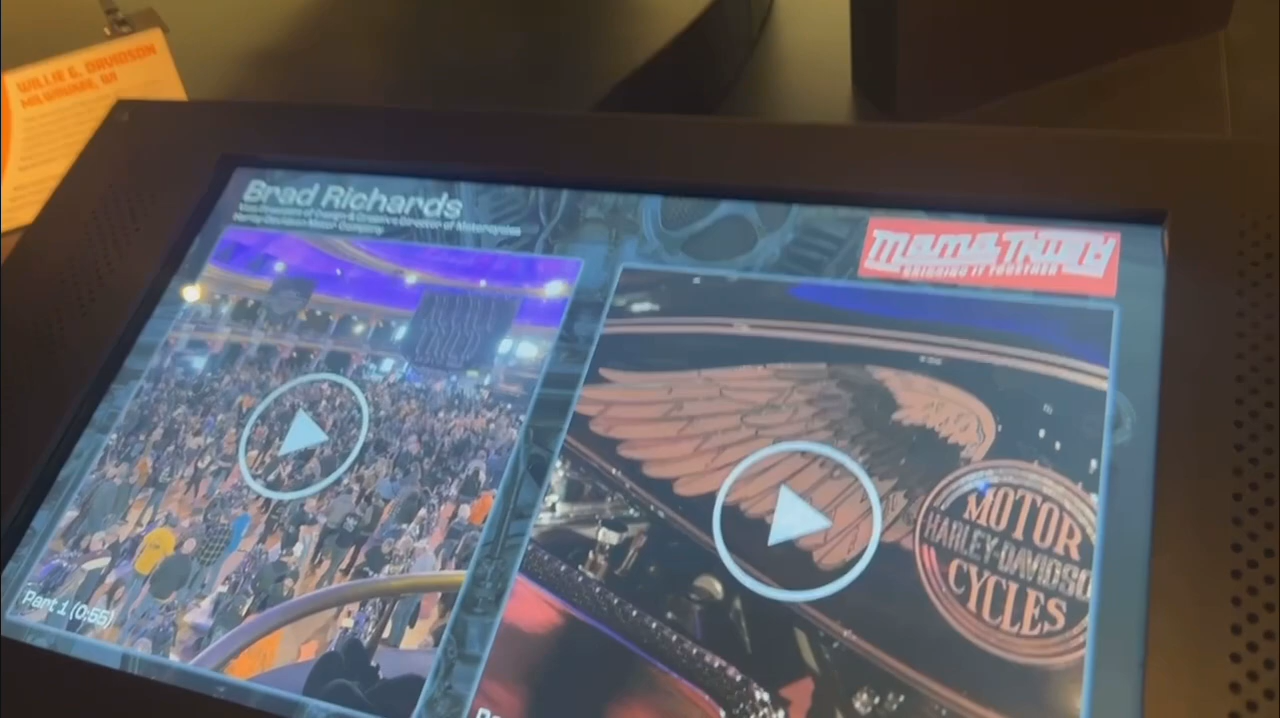 WILLIE G. DAVIDSON
MILWAUKEE, WI
Brad Richards
Vice President of Design & Creative Director of Motorcycles
Harley-Davidson Motor Company
MAMA TRIED
BRINGING IT TOGETHER
MOTOR
HARLEY-DAVIDSO
CYCLES
Part 1 (0:55)